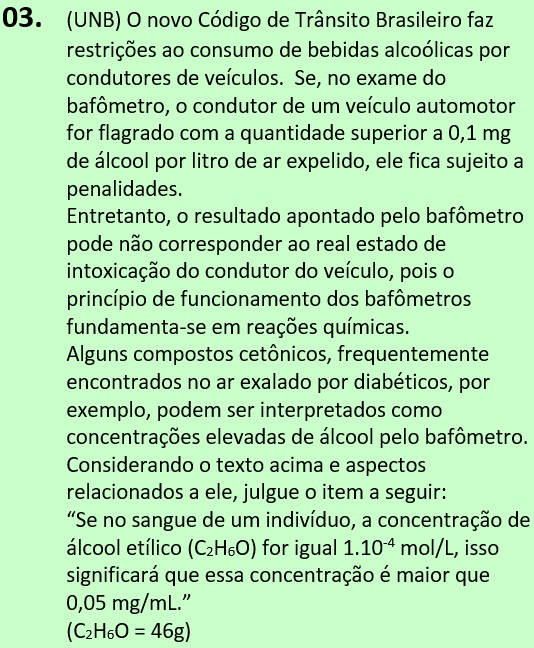 03. (UNB) O novo Código de Trânsito Brasileiro faz
restrições ao consumo de bebidas alcoólicas por
condutores de veículos. Se, no exame do
bafômetro, o condutor de um veículo automotor
for flagrado com a quantidade superior a 0,1 mg
de álcool por litro de ar expelido, ele fica sujeito a
penalidades.
Entretanto, o resultado apontado pelo bafômetro
pode não corresponder ao real estado de
intoxicação do condutor do veículo, pois o
princípio de funcionamento dos bafômetros
fundamenta-se em reações químicas.
Alguns compostos cetônicos, frequentemente
encontrados no ar exalado por diabéticos, por
exemplo, podem ser interpretados como
concentrações elevadas de álcool pelo bafômetro.
Considerando o texto acima e aspectos
relacionados a ele, julgue o item a seguir:
“Se no sangue de um indivíduo, a concentração de
álcool etílico (C₂H₆O) for igual 1.10⁻⁴ mol/L, isso
significará que essa concentração é maior que
0,05 mg/mL.”
(C₂H₆O = 46g)